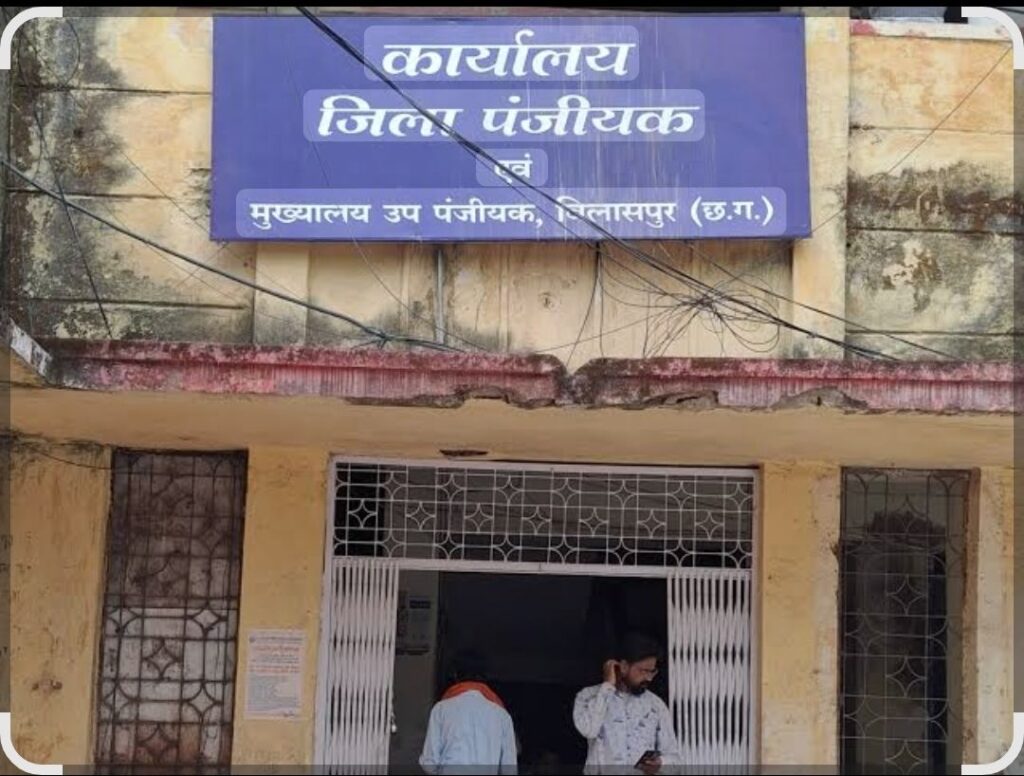 कार्यालय
जिला पंजीयक
एवं
मुख्यालय उप पंजीयक, बिलासपुर (छ.ग.)